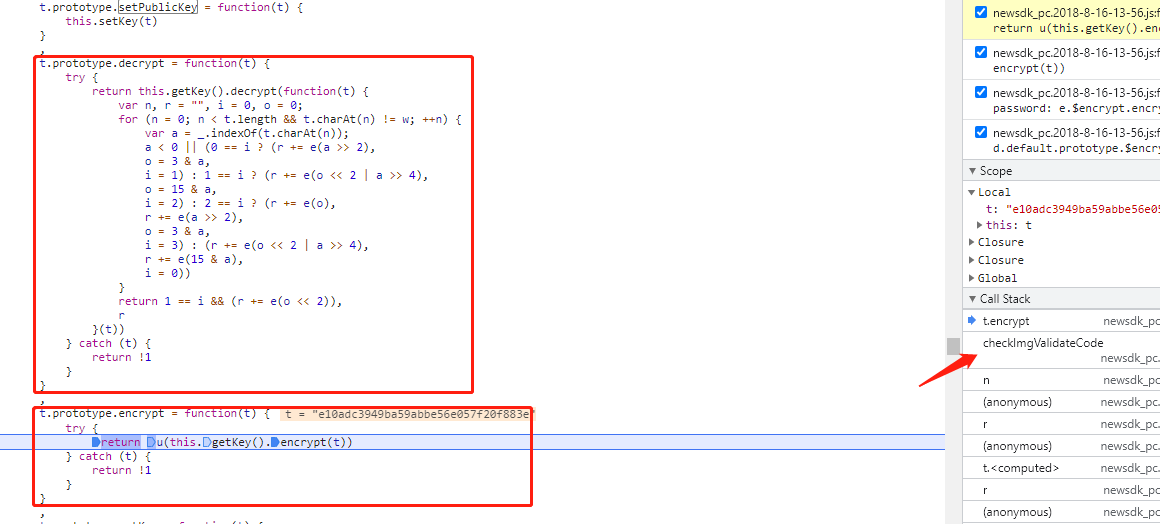 t.prototype.setPublicKey = function(t) {
this.setKey(t)
}
,
t.prototype.decrypt = function(t) {
try {
return this.getKey().decrypt(function(t) {
var n, r = "", i = 0, o = 0;
for (n = 0; n < t.length && t.charAt(n) != w; ++n) {
var a = _.indexOf(t.charAt(n));
a < 0 || (0 == i ? (r += e(a >> 2),
o = 3 & a,
i = 1) : 1 == i ? (r += e(o << 2 | a >> 4),
o = 15 & a,
i = 2) : 2 == i ? (r += e(o),
r += e(a >> 2),
o = 3 & a,
i = 3) : (r += e(o << 2 | a >> 4),
r += e(15 & a),
i = 0))
}
return 1 == i && (r += e(o << 2)),
r
}(t))
} catch (t) {
return !1
}
}
,
t.prototype.encrypt = function(t) { t = "e10adc3949ba59abbe56e057f20f883e"
try {
return u(this.getKey().encrypt(t))
} catch (t) {
return !1
}
}
,
newsdk_pc.2018-8-16-13-56.js:f
return u(this.getKey().en
newsdk_pc.2018-8-16-13-56.js:f
encrypt(t))
newsdk_pc.2018-8-16-13-56.js:f
password: e.$encrypt.encry
newsdk_pc.2018-8-16-13-56.js:f
d.default.prototype.$encry
Scope
Local
t: "e10adc3949ba59abbe56e05
this: t
Closure
Closure
Global
Call Stack
t.encrypt newsdk_pc
checkImgValidateCode
newsdk_pc.
n newsdk_pc.
(anonymous) newsdk_pc.
r newsdk_pc.
(anonymous) newsdk_pc.
t.<computed> newsdk_pc.
r newsdk_pc.
(anonymous) newsdk_pc.